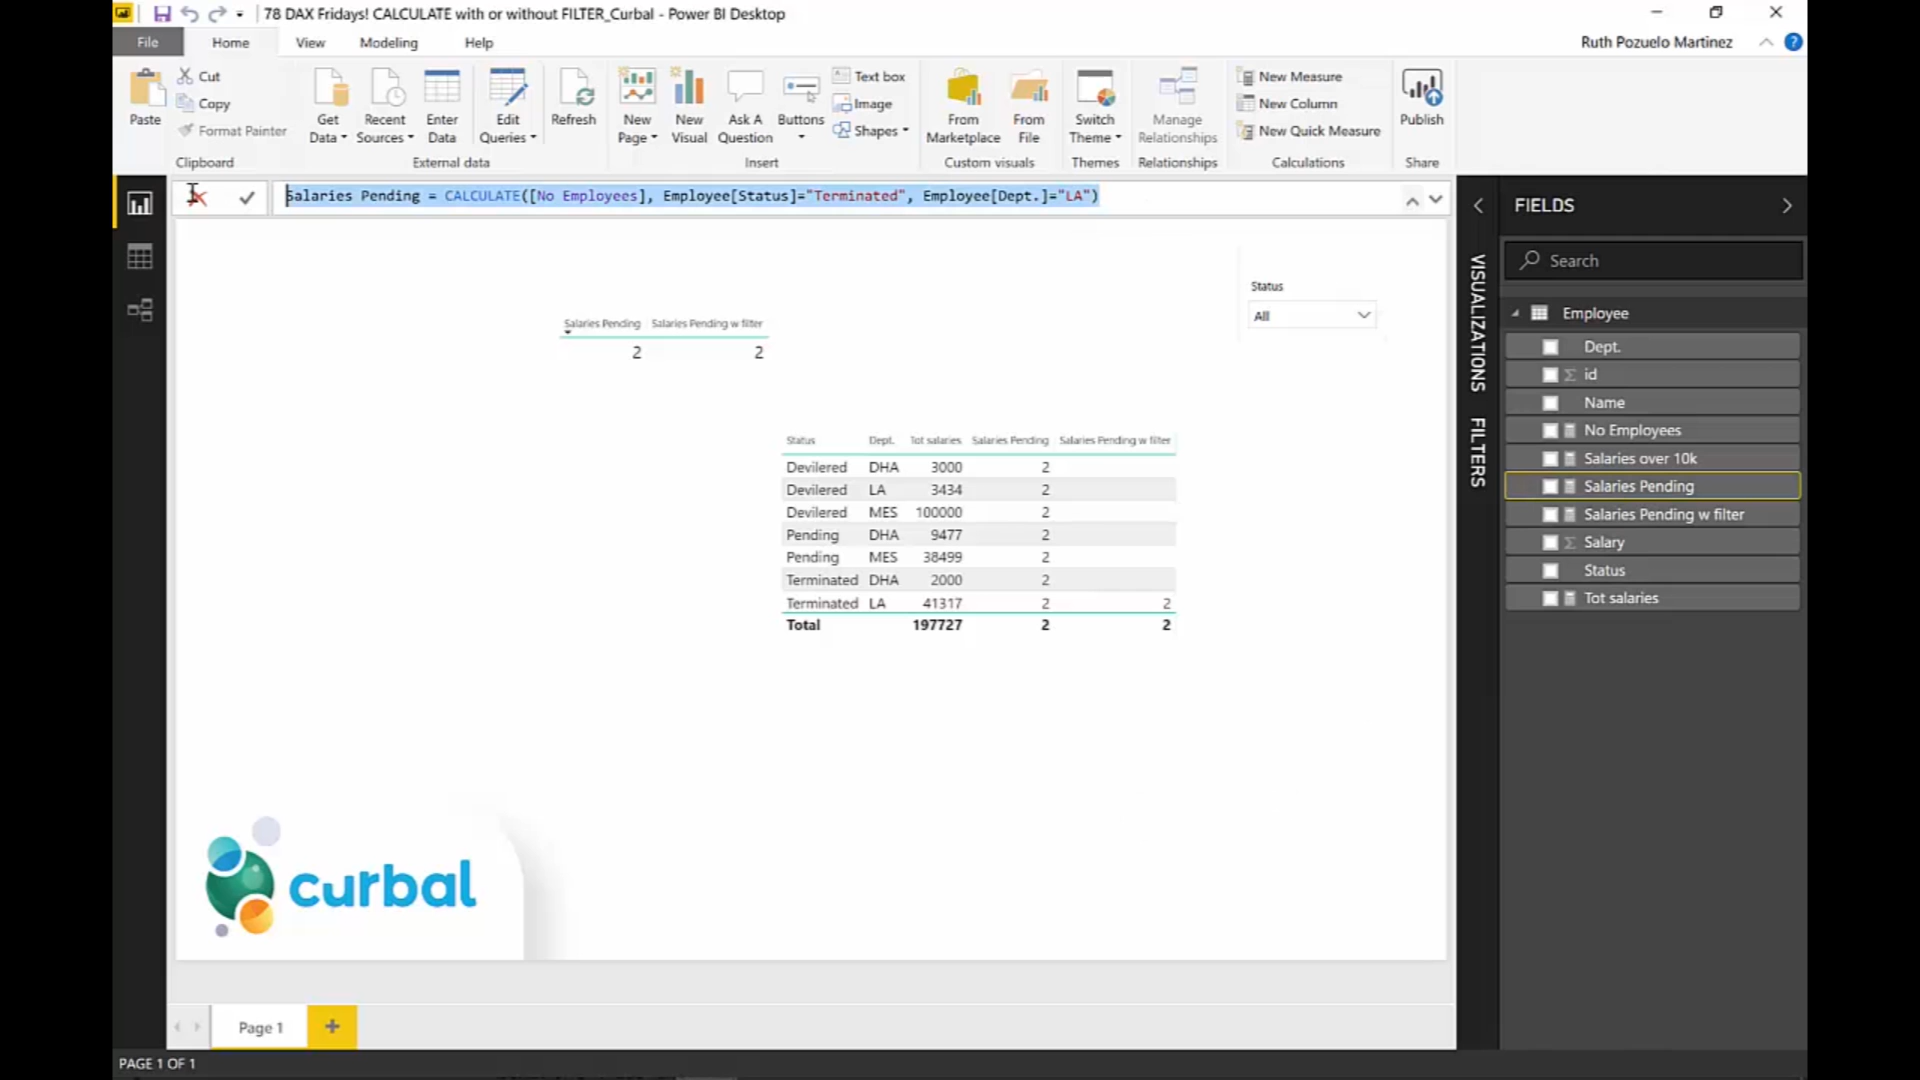 78 DAX Fridays! CALCULATE with or without FILTER_Curbal - Power BI Desktop
File Home View Modeling Help Ruth Pozuelo Martinez ?
Paste Cut Copy Format Painter
Get Data Recent Sources Enter Data Edit Queries Refresh
New Page New Visual Ask A Question Buttons Text box Image Shapes
From Marketplace From File Switch Theme Manage Relationships
New Measure New Column New Quick Measure Publish
Clipboard External data Insert Custom visuals Themes Relationships Calculations Share
Salaries Pending = CALCULATE([No Employees], Employee[Status]="Terminated", Employee[Dept.]="LA")
Status
All
Salaries Pending Salaries Pending w filter
2 2
Status Dept. Tot salaries Salaries Pending Salaries Pending w filter
Devilered DHA 3000 2
Devilered LA 3434 2
Devilered MES 100000 2
Pending DHA 9477 2
Pending MES 38499 2
Terminated DHA 2000 2
Terminated LA 41317 2 2
Total 197727 2 2
curbal
VISUALIZATIONS
FILTERS
FIELDS
Search
Employee
Dept.
Σ id
Name
No Employees
Salaries over 10k
Salaries Pending
Salaries Pending w filter
Σ Salary
Status
Tot salaries
Page 1 +
PAGE 1 OF 1